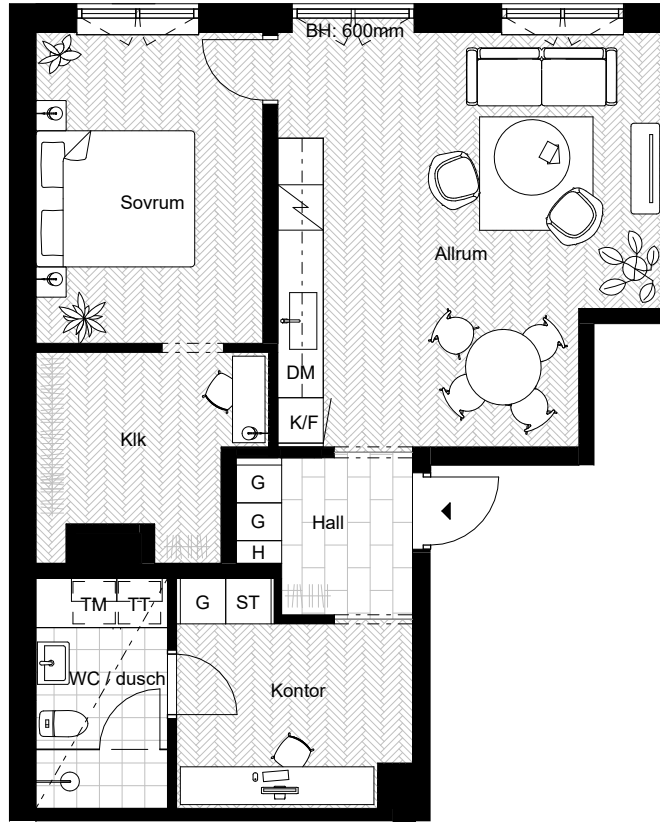 BH: 600mm
Sovrum
Allrum
DM
K/F
Klk
G
G
H
Hall
TM
TT
G
ST
WC / dusch
Kontor